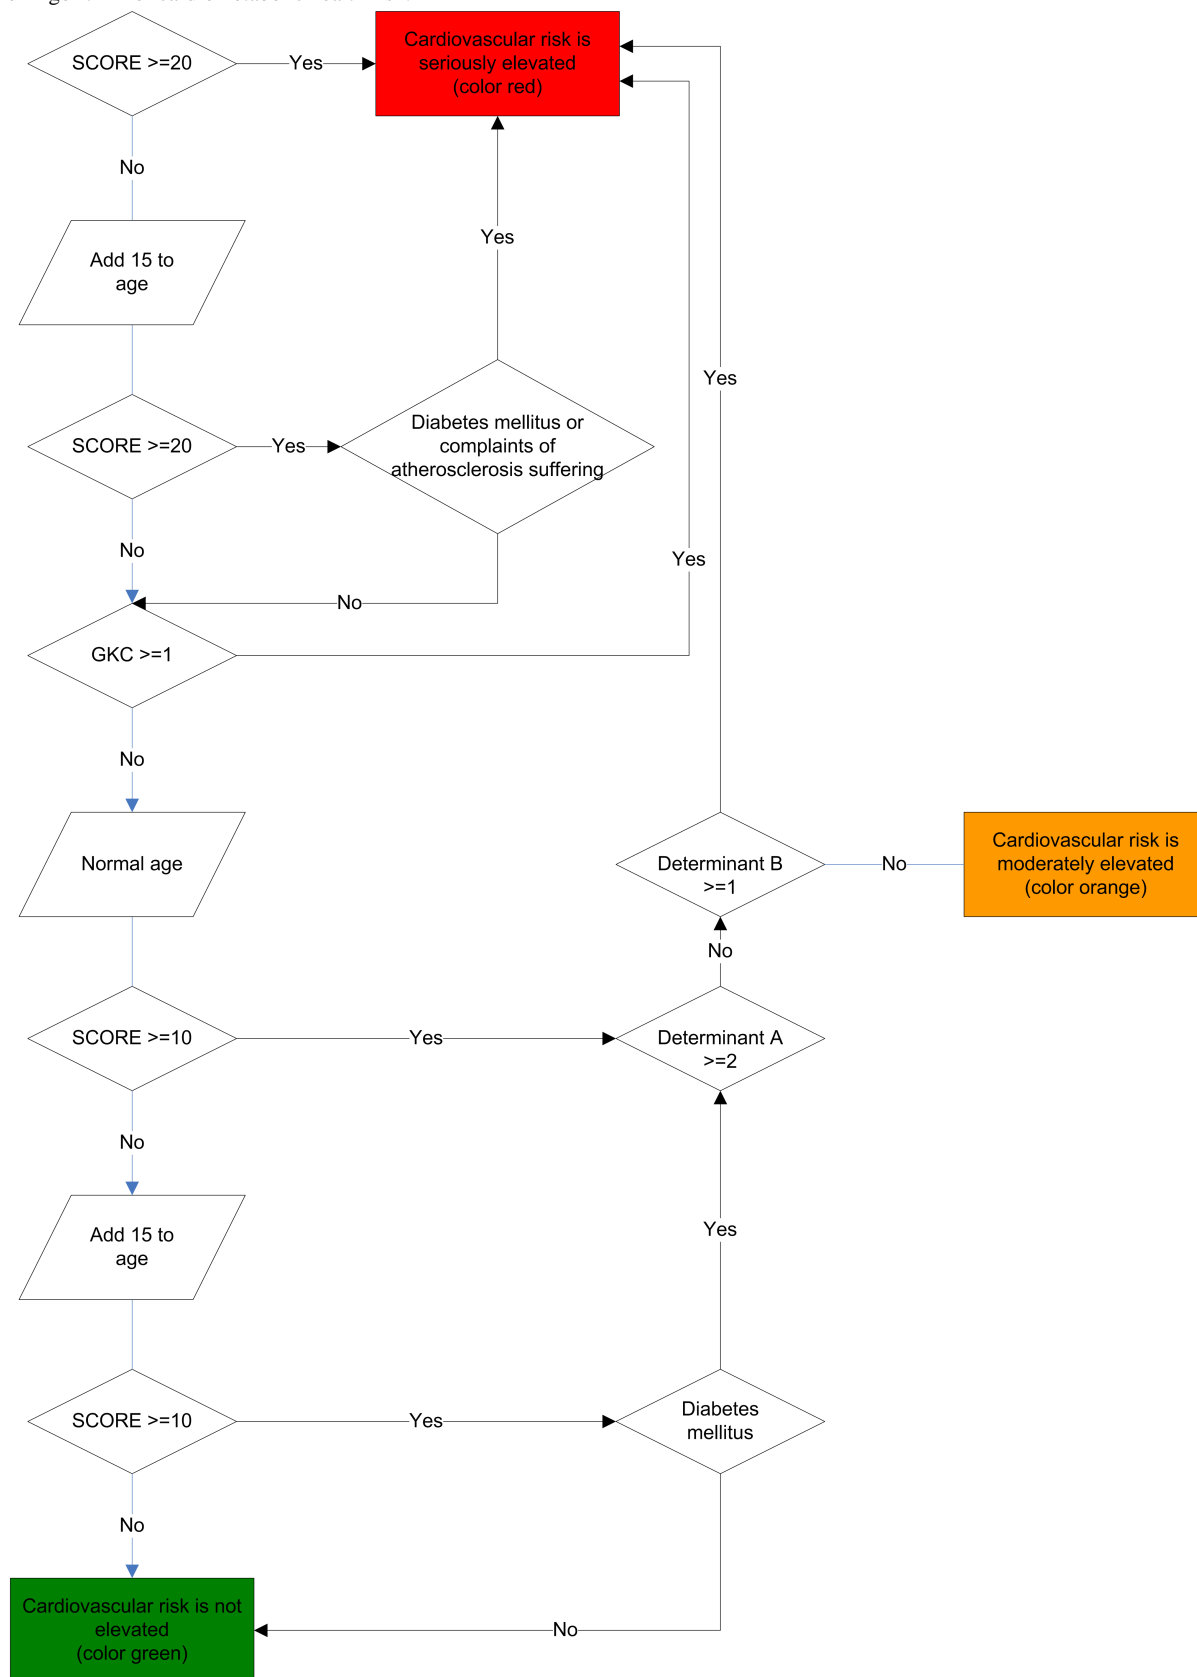 SCORE >=20
Yes
Cardiovascular risk is
seriously elevated
(color red)
No
Add 15 to
age
Yes
Yes
SCORE >=20
Yes
Diabetes mellitus or
complaints of
atherosclerosis suffering
No
Yes
No
GKC >=1
No
Normal age
Determinant B
>=1
No
Cardiovascular risk is
moderately elevated
(color orange)
No
SCORE >=10
Yes
Determinant A
>=2
No
Add 15 to
age
Yes
SCORE >=10
Yes
Diabetes
mellitus
No
Cardiovascular risk is not
elevated
(color green)
No